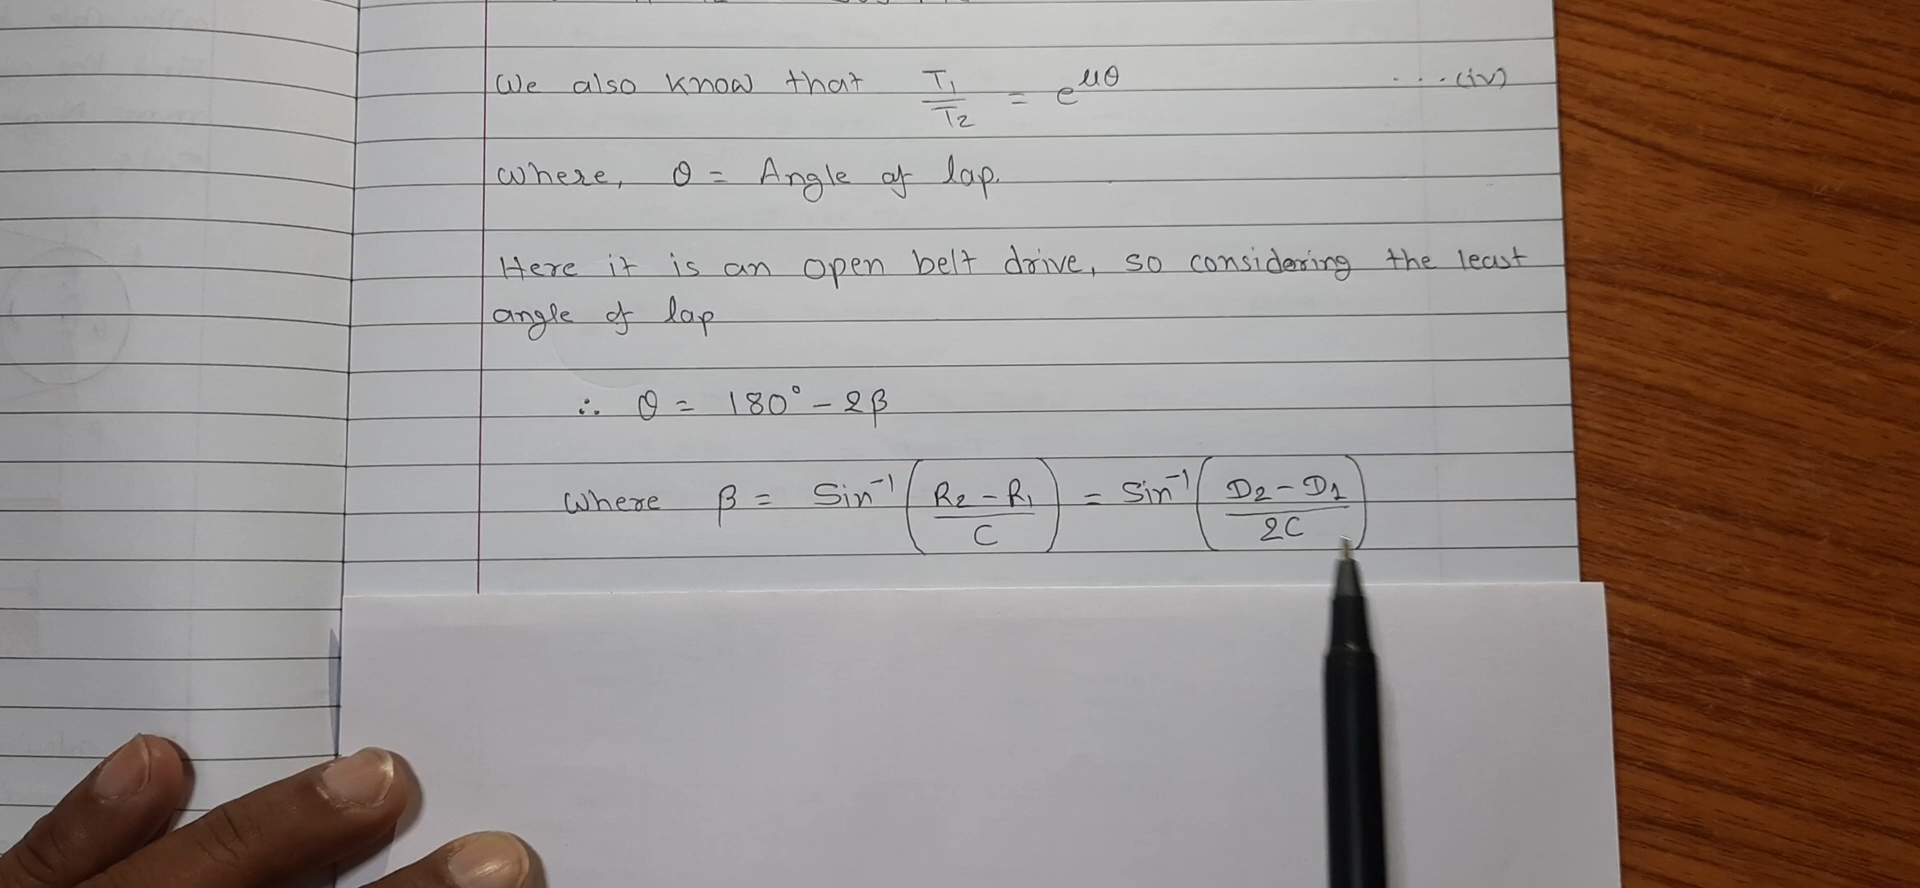 We also know that T₁/T₂ = e^μθ ....(iv)
Where, θ = Angle of lap.
Here it is an open belt drive, so considering the least
angle of lap
∴ θ = 180° - 2β
Where β = Sin⁻¹ ( (R₂ - R₁) / C ) = Sin⁻¹ ( (D₂ - D₁) / 2C )